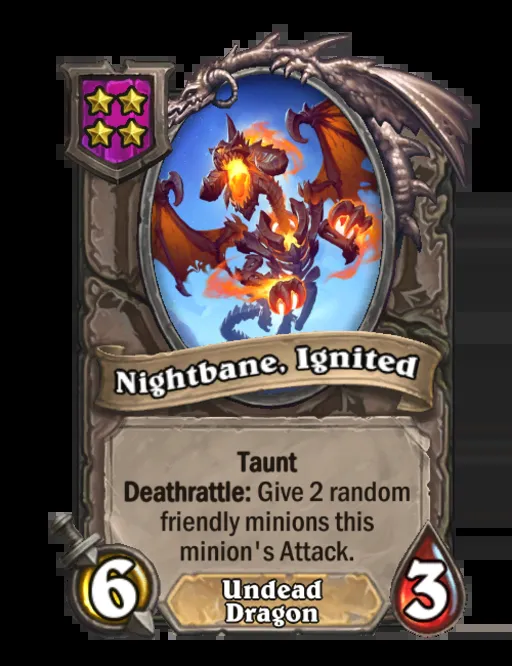 Nightbane, Ignited
Taunt
Deathrattle: Give 2 random
friendly minions this
minion's Attack.
6
Undead
Dragon
3